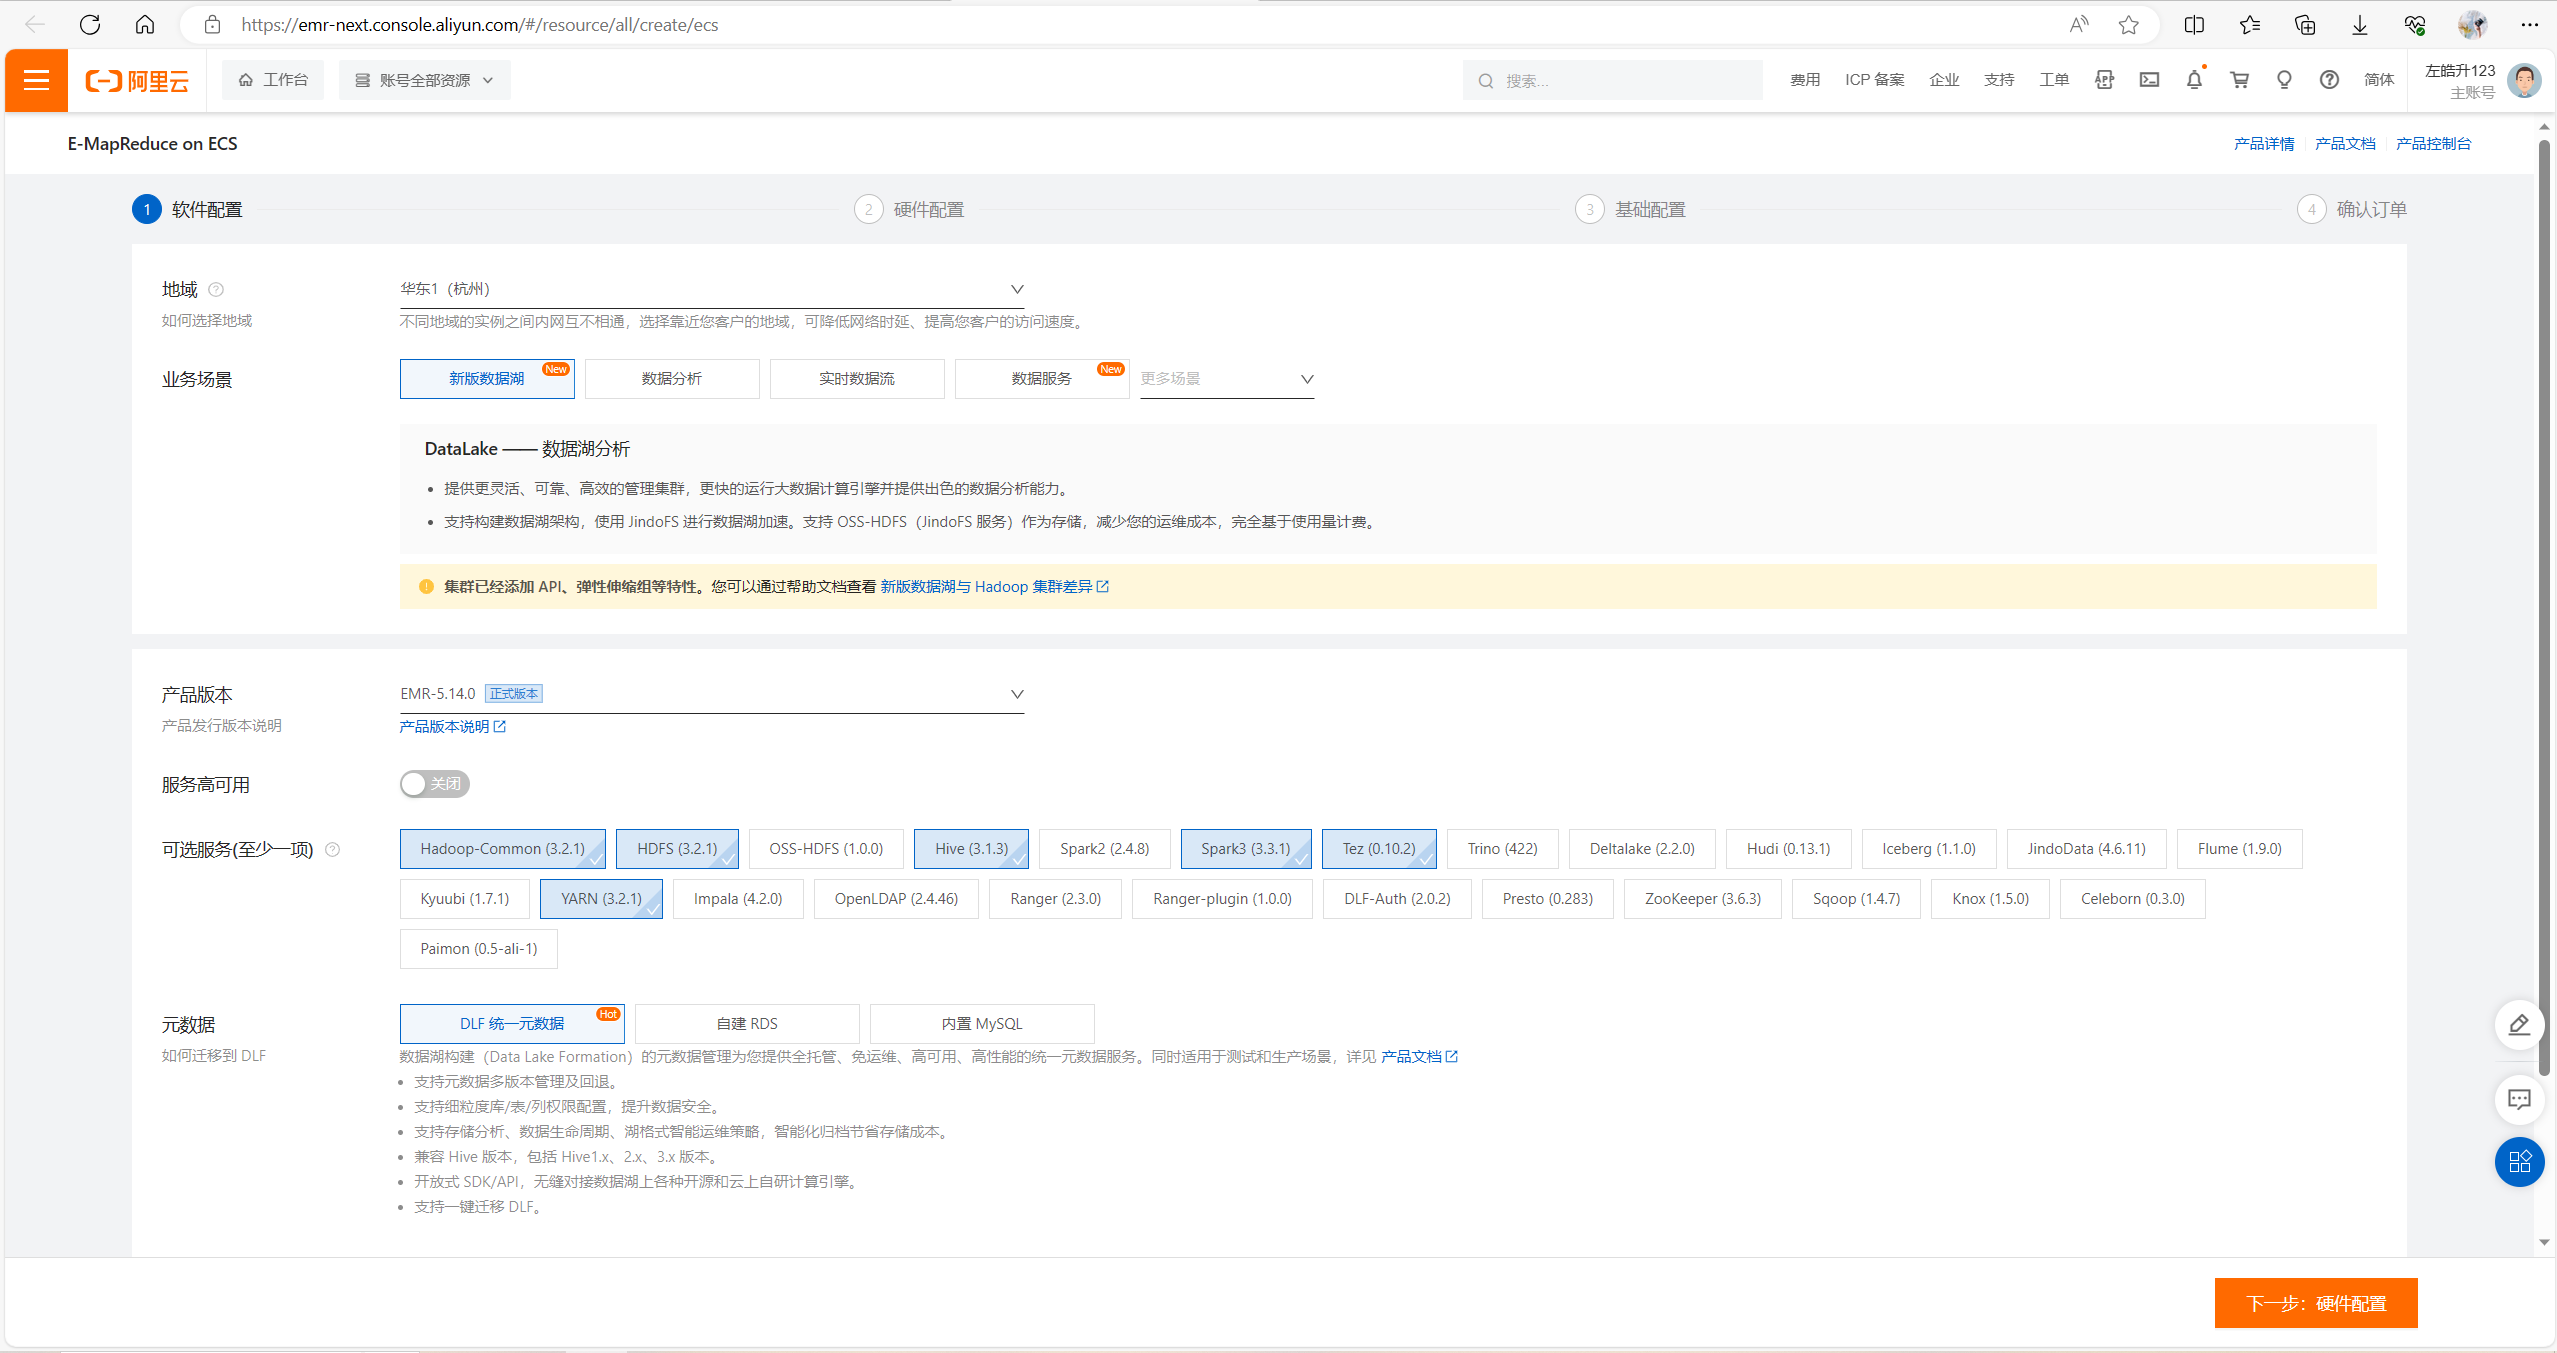 https://emr-next.console.aliyun.com/#/resource/all/create/ecs
阿里云 工作台 账号全部资源 搜索... 费用 ICP 备案 企业 支持 工单 简体 左皓升123
主账号
E-MapReduce on ECS 产品详情 产品文档 产品控制台
1 软件配置 2 硬件配置 3 基础配置 4 确认订单
地域 华东1（杭州）
如何选择地域 不同地域的实例之间内网互不相通，选择靠近您客户的地域，可降低网络时延、提高您客户的访问速度。
业务场景 新版数据湖 New 数据分析 实时数据流 数据服务 New 更多场景
DataLake —— 数据湖分析
提供更灵活、可靠、高效的管理集群，更快的运行大数据计算引擎并提供出色的数据分析能力。
支持构建数据湖架构，使用 JindoFS 进行数据湖加速。支持 OSS-HDFS（JindoFS 服务）作为存储，减少您的运维成本，完全基于使用量计费。
集群已经添加 API、弹性伸缩组等特性。您可以通过帮助文档查看 新版数据湖与 Hadoop 集群差异
产品版本 EMR-5.14.0 正式版本
产品发行版本说明 产品版本说明
服务高可用 关闭
可选服务(至少一项) Hadoop-Common (3.2.1) HDFS (3.2.1) OSS-HDFS (1.0.0) Hive (3.1.3) Spark2 (2.4.8) Spark3 (3.3.1) Tez (0.10.2) Trino (422) Deltalake (2.2.0) Hudi (0.13.1) Iceberg (1.1.0) JindoData (4.6.11) Flume (1.9.0)
Kyuubi (1.7.1) YARN (3.2.1) Impala (4.2.0) OpenLDAP (2.4.46) Ranger (2.3.0) Ranger-plugin (1.0.0) DLF-Auth (2.0.2) Presto (0.283) ZooKeeper (3.6.3) Sqoop (1.4.7) Knox (1.5.0) Celeborn (0.3.0)
Paimon (0.5-ali-1)
元数据 DLF 统一元数据 Hot 自建 RDS 内置 MySQL
如何迁移到 DLF 数据湖构建（Data Lake Formation）的元数据管理为您提供全托管、免运维、高可用、高性能的统一元数据服务。同时适用于测试和生产场景，详见 产品文档
支持元数据多版本管理及回退。
支持细粒度库/表/列权限配置，提升数据安全。
支持存储分析、数据生命周期、湖格式智能运维策略，智能化归档节省存储成本。
兼容 Hive 版本，包括 Hive1.x、2.x、3.x 版本。
开放式 SDK/API，无缝对接数据湖上各种开源和云上自研计算引擎。
支持一键迁移 DLF。
下一步：硬件配置